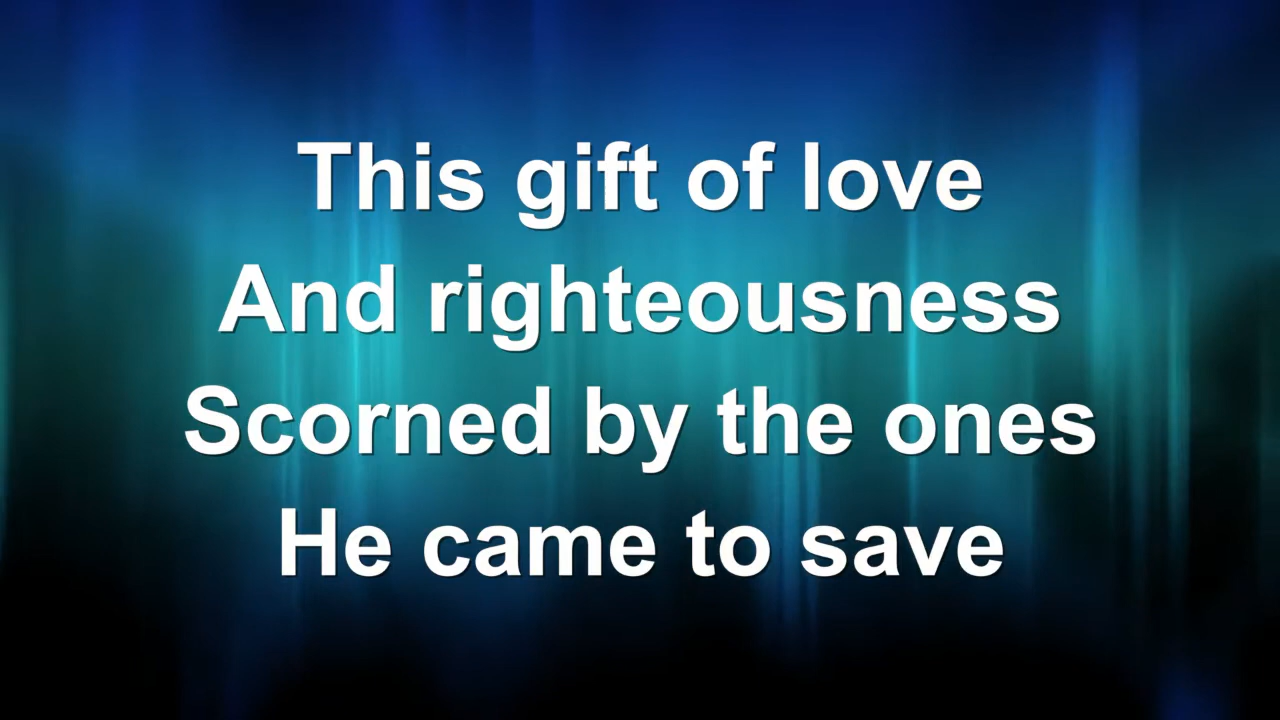 This gift of love
And righteousness
Scorned by the ones
He came to save